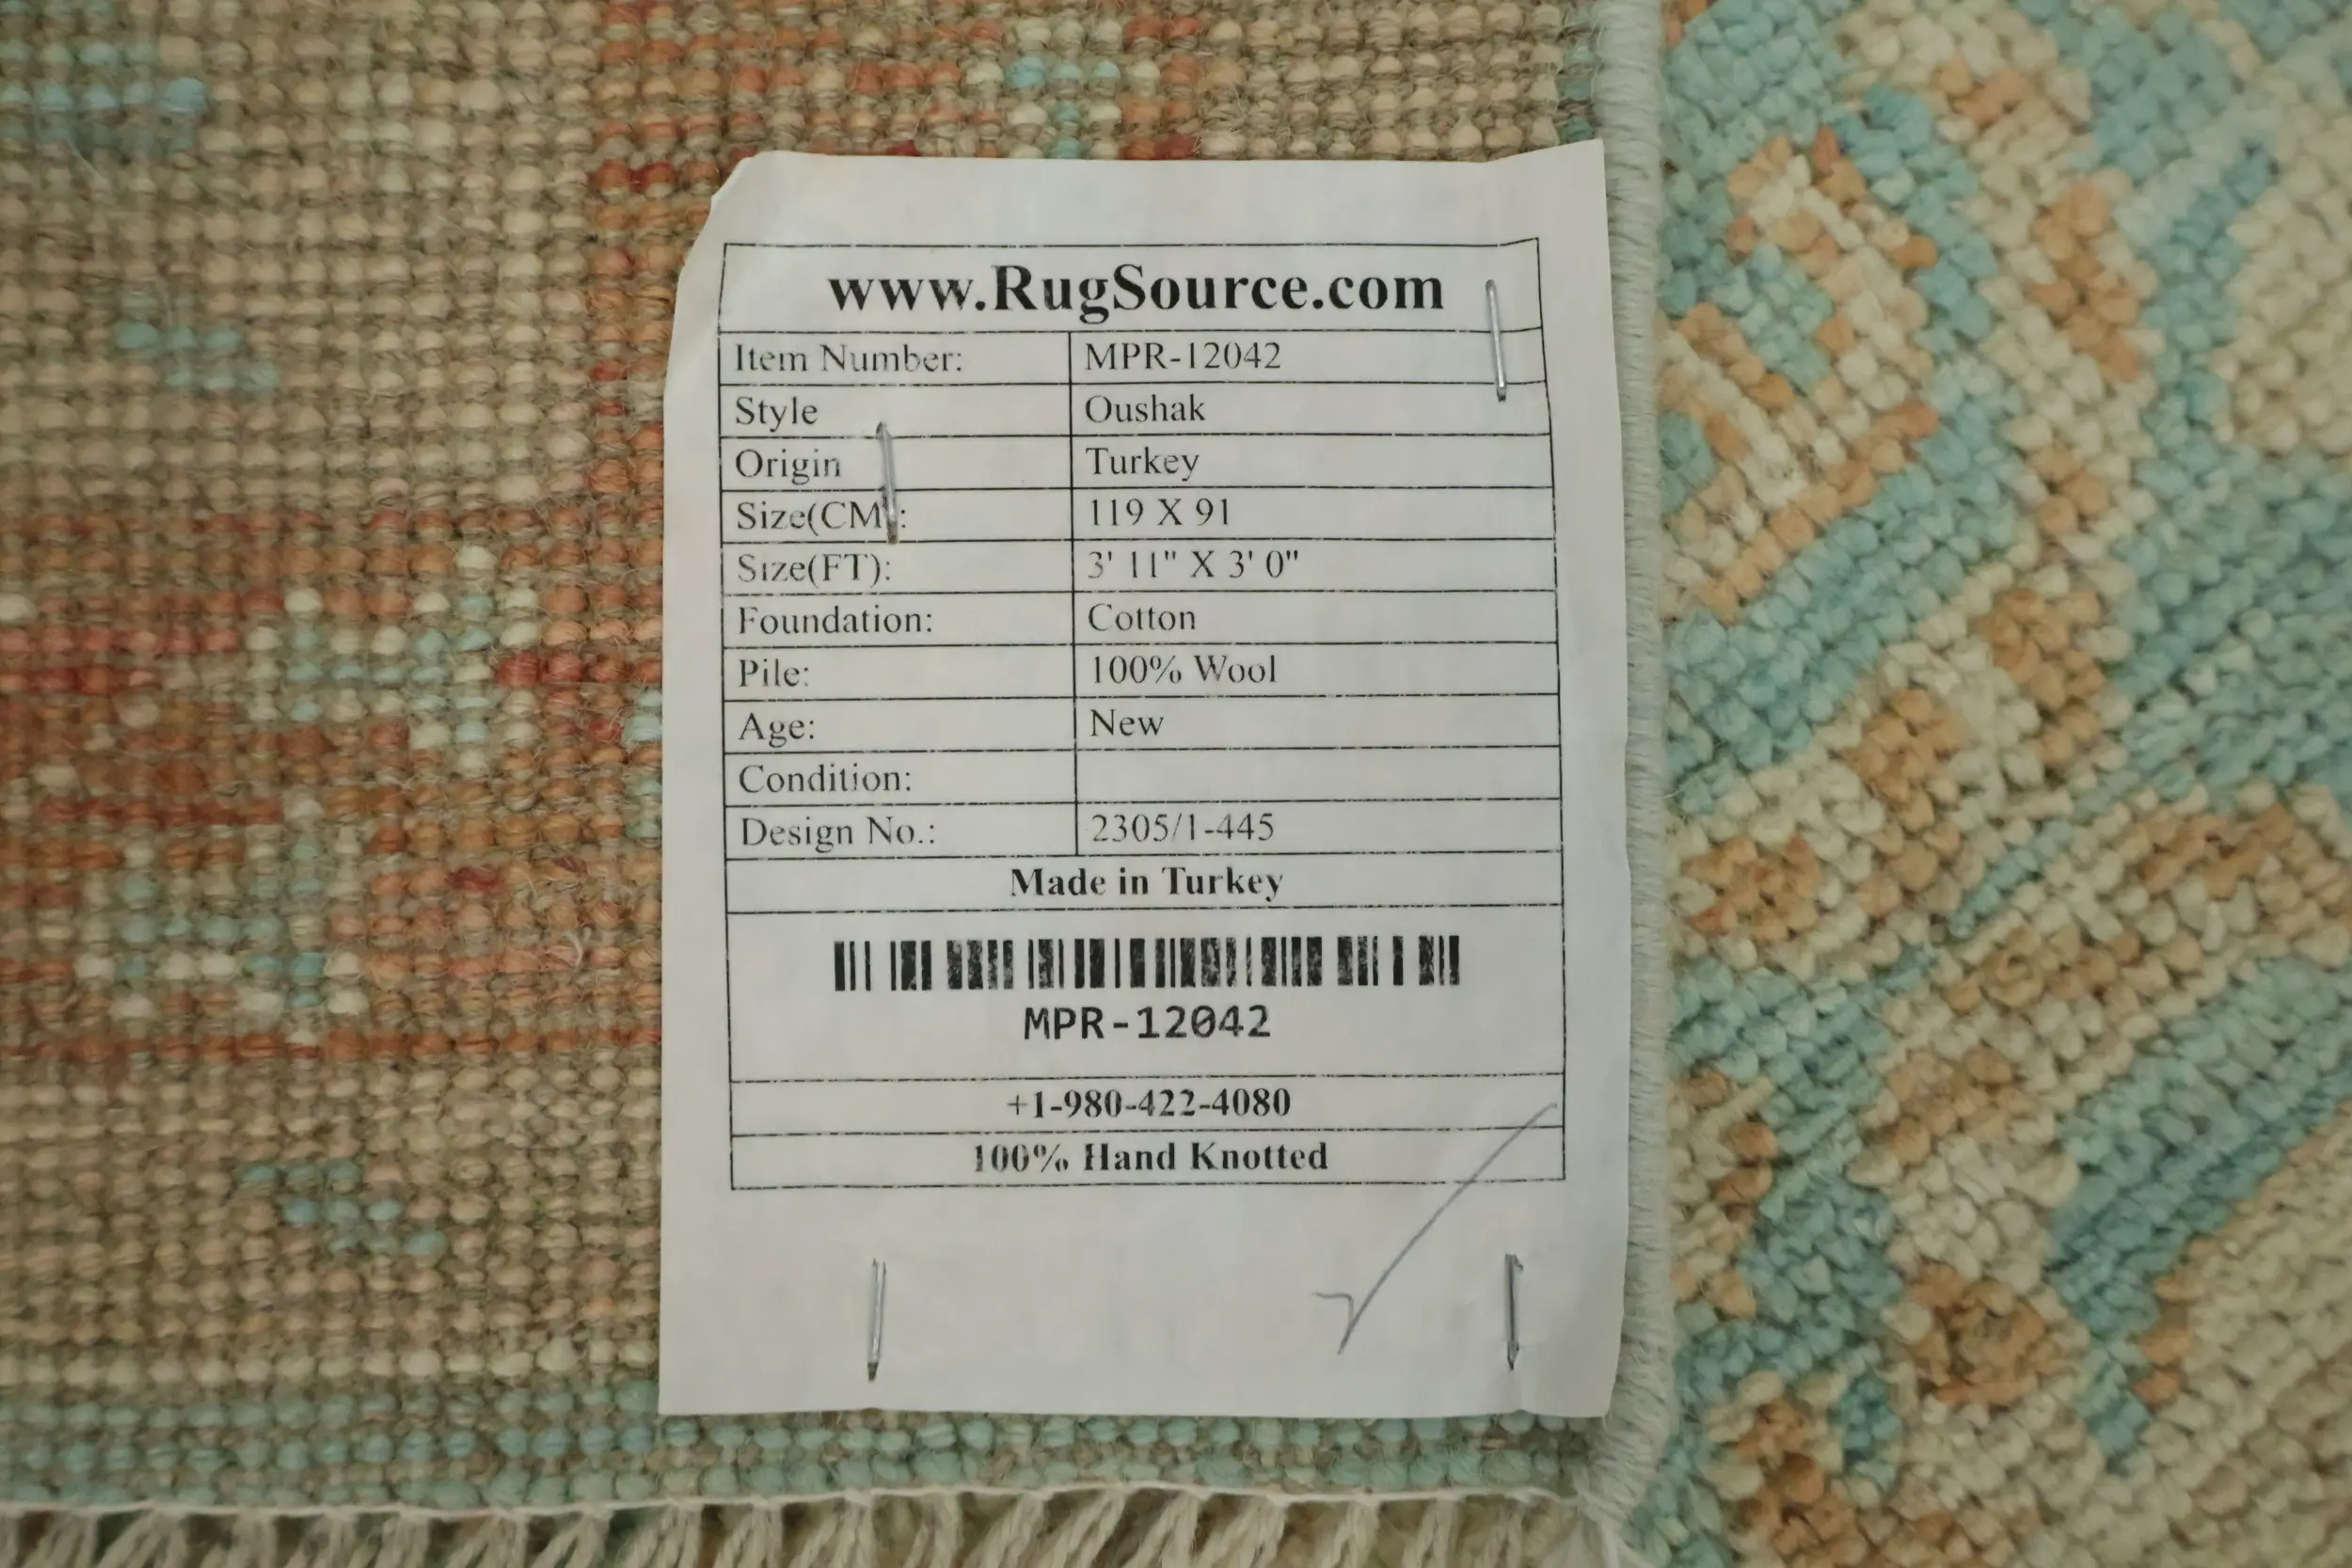 www.RugSource.com
Item Number: MPR-12042
Style Oushak
Origin Turkey
Size(CM): 119 X 91
Size(FT): 3' 11" X 3' 0"
Foundation: Cotton
Pile: 100% Wool
Age: New
Condition:
Design No.: 2305/1-445
Made in Turkey
MPR-12042
+1-980-422-4080
100% Hand Knotted